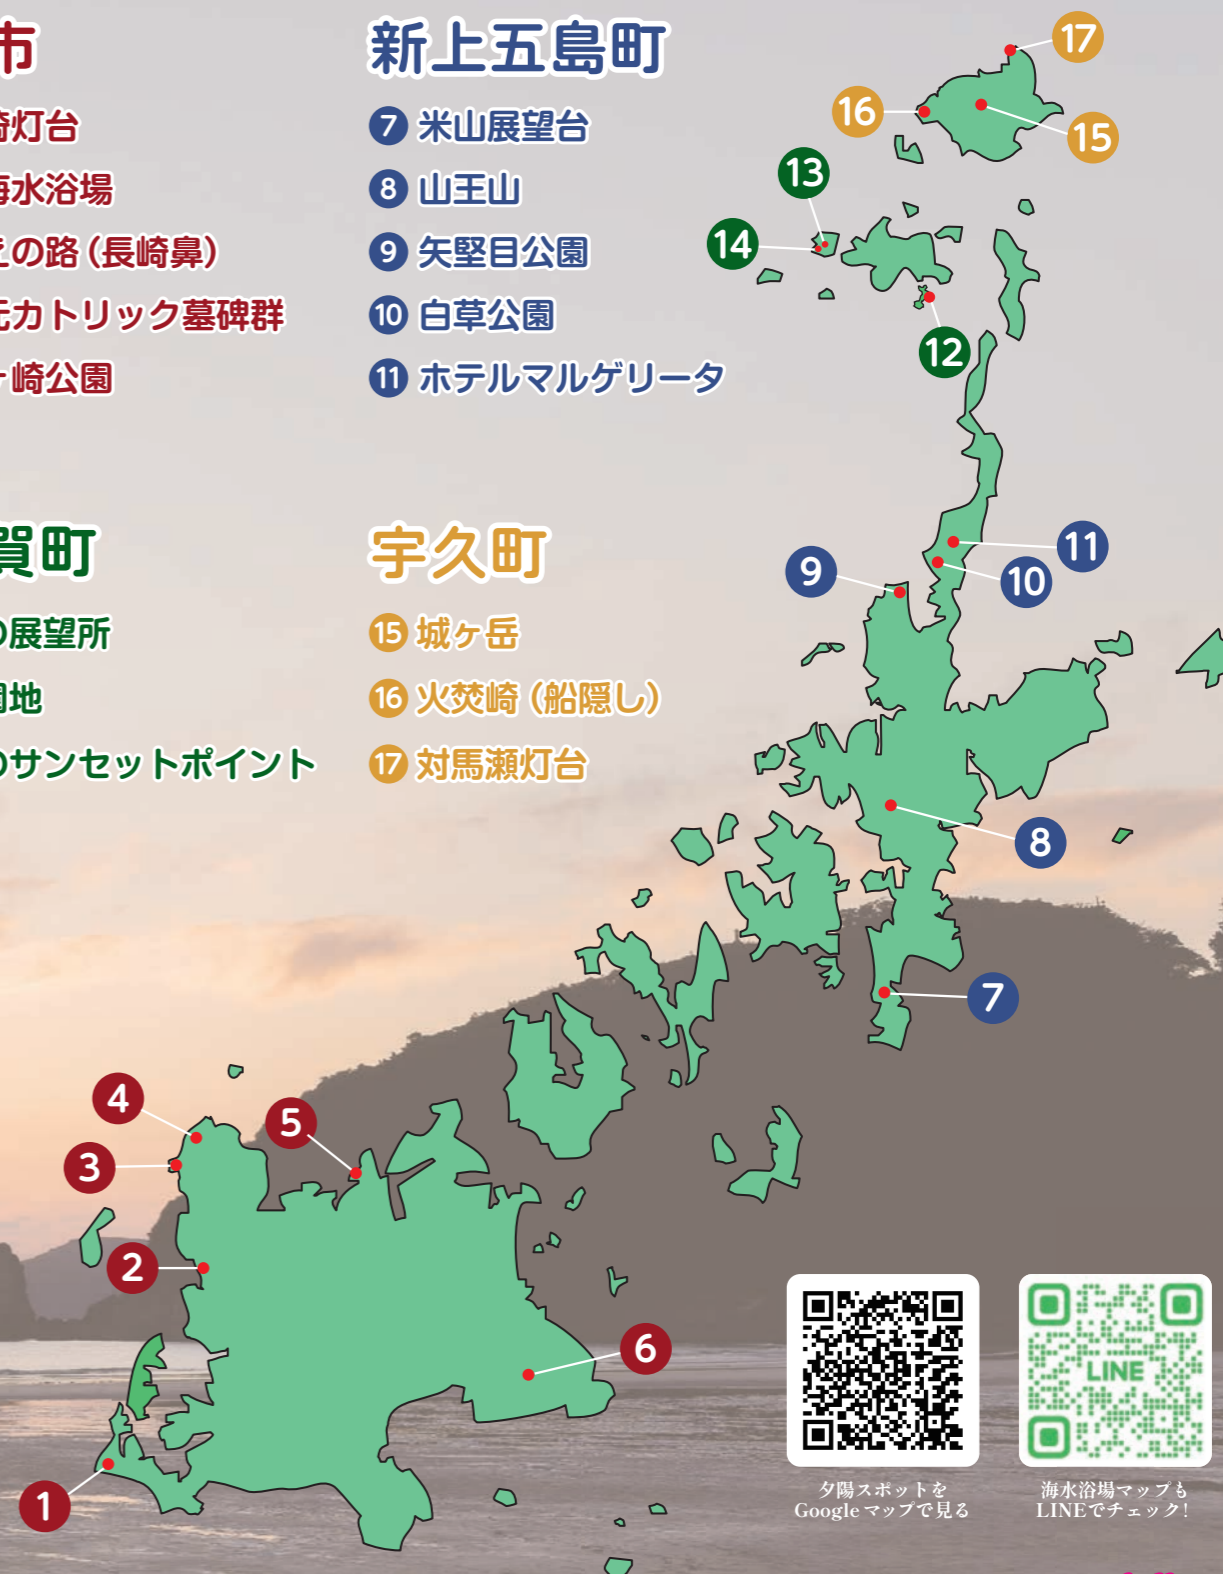 市
新上五島町
崎灯台
海水浴場
えの路（長崎鼻）
元カトリック墓碑群
ヶ崎公園
7 米山展望台
8 山王山
9 矢堅目公園
10 白草公園
11 ホテルマルゲリータ
賀町
の展望所
園地
のサンセットポイント
宇久町
15 城ヶ岳
16 火焚崎（船隠し）
17 対馬瀬灯台
17
16
15
13
14
12
11
10
9
8
7
4
5
3
2
6
1
LINE
夕陽スポットを
Googleマップで見る
海水浴場マップも
LINEでチェック！